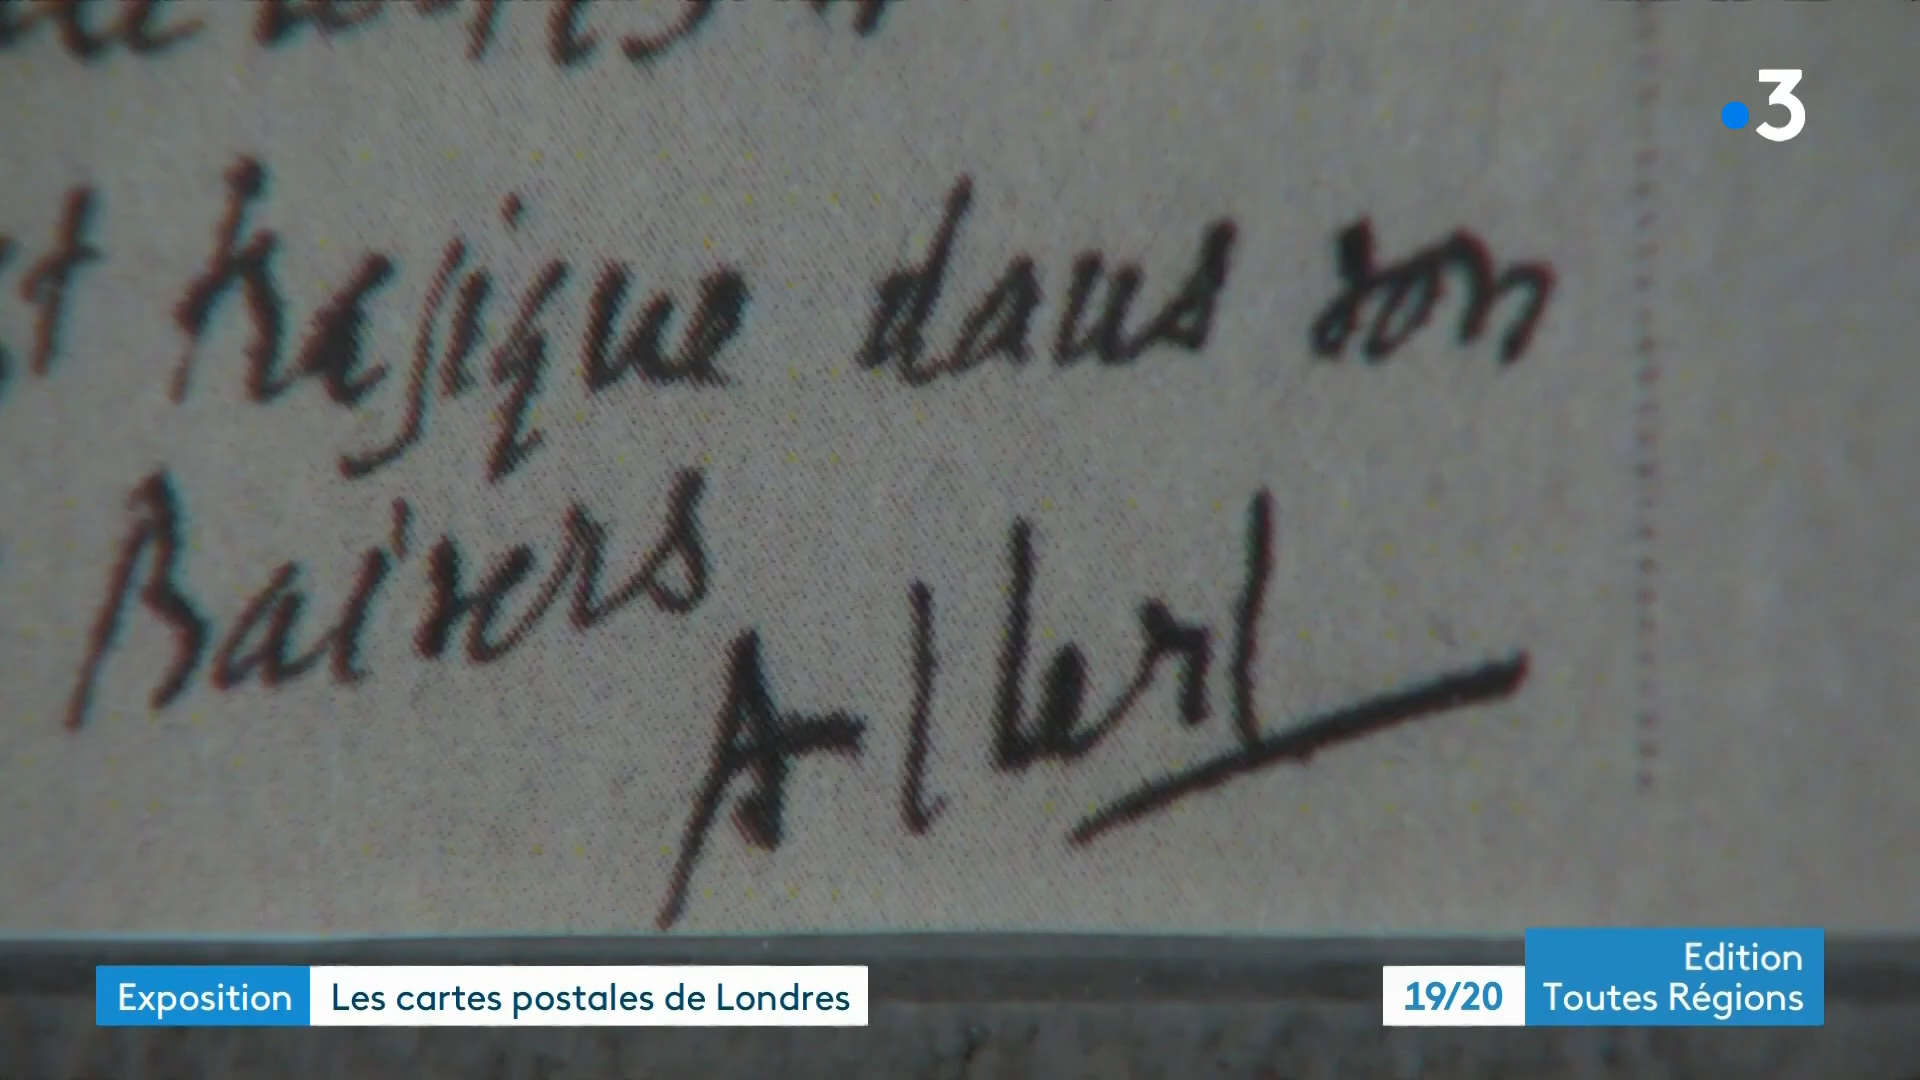 3
tragique dans son
Baisers
Albert
Exposition Les cartes postales de Londres
19/20 Edition
Toutes Régions